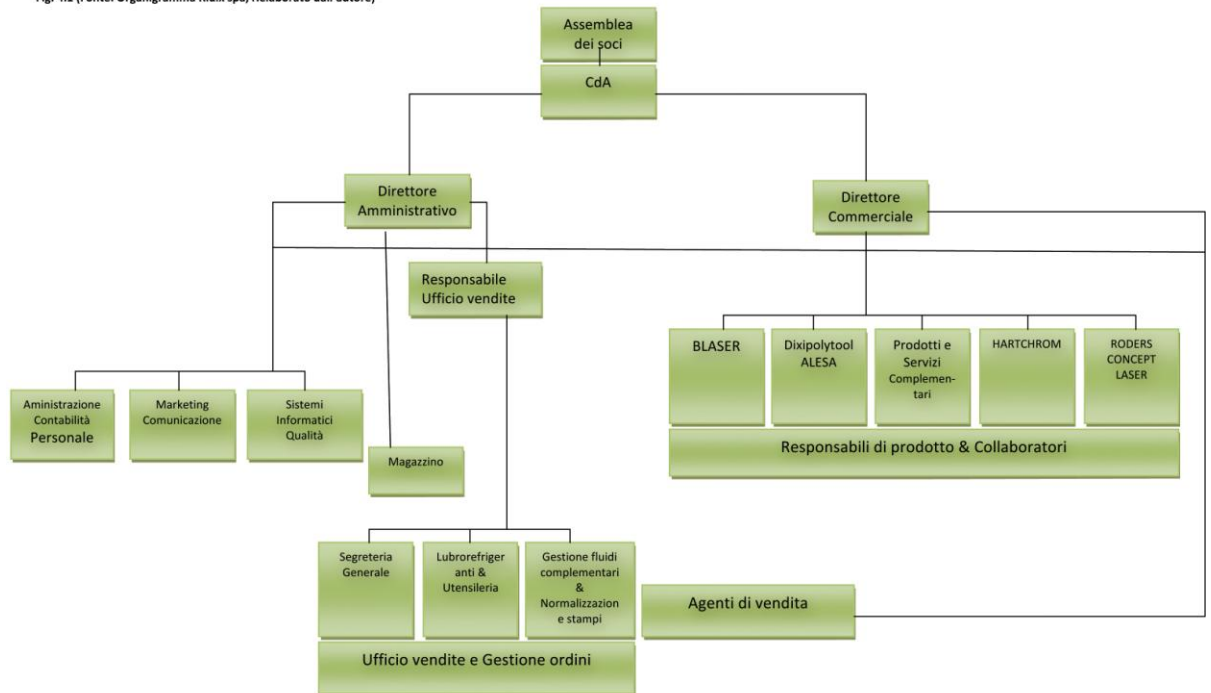 Assemblea
dei soci
CdA
Direttore
Amministrativo
Direttore
Commerciale
Responsabile
Ufficio vendite
BLASER
Dixipolytool
ALESA
Prodotti e
Servizi
Complemen-
tari
HARTCHROM
RODERS
CONCEPT
LASER
Responsabili di prodotto & Collaboratori
Aministrazione
Contabilità
Personale
Marketing
Comunicazione
Sistemi
Informatici
Qualità
Magazzino
Segreteria
Generale
Lubrorefriger
anti &
Utensileria
Gestione fluidi
complementari
&
Normalizzazion
e stampi
Agenti di vendita
Ufficio vendite e Gestione ordini